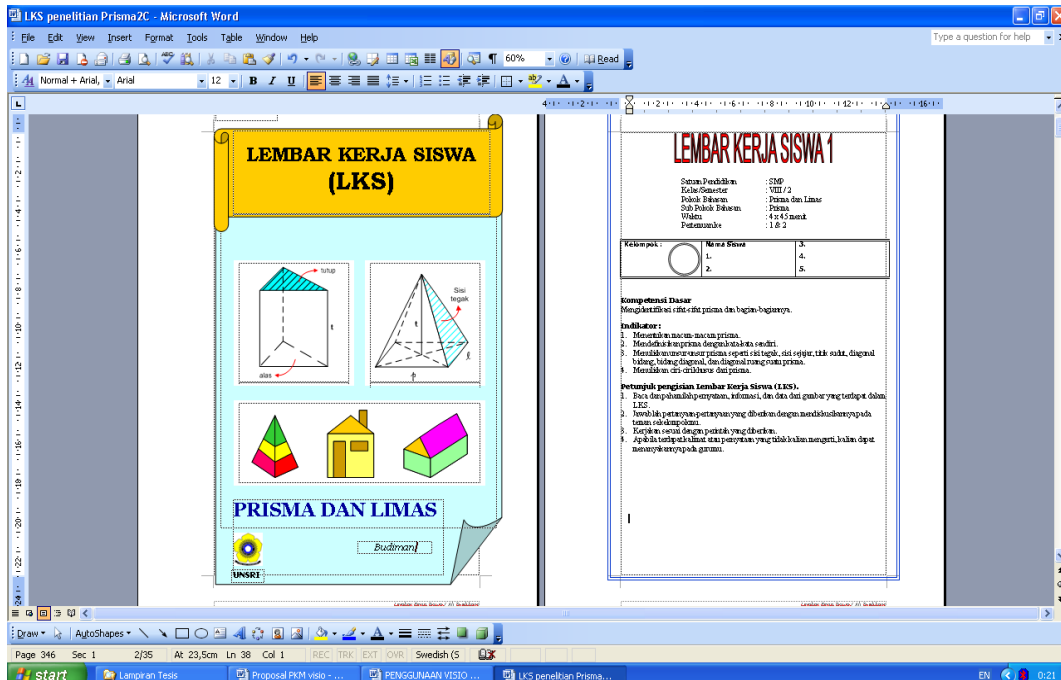 LKS penelitian Prisma2C - Microsoft Word
File Edit View Insert Format Tools Table Window Help
Type a question for help
60%
Read
Normal + Arial, Arial 12 B I U
LEMBAR KERJA SISWA
(LKS)
tutup
t
alas
Sisi
tegak
t
p
ℓ
PRISMA DAN LIMAS
Budiman
UNSRI
LEMBAR KERJA SISWA 1
Satuan Pendidikan : SMP
Kelas/Semester : VIII / 2
Pokok Bahasan : Prisma dan Limas
Sub Pokok Bahasan : Prisma
Waktu : 4 x 45 menit
Pertemuan ke : 1 & 2
Kelompok : Nama Siswa 3.
1. 4.
2. 5.
Kompetensi Dasar
Mengidentifikasi sifat-sifat prisma dan bagian-bagiannya.
Indikator :
1. Menentukan macam-macam prisma.
2. Mendefinisikan prisma dengan kata-kata sendiri.
3. Menuliskan unsur-unsur prisma seperti sisi tegak, sisi sejajar, titik sudut, diagonal
bidang, bidang diagonal, dan diagonal ruang suatu prisma.
4. Menuliskan ciri-ciri khusus dari prisma.
Petunjuk pengisian Lembar Kerja Siswa (LKS).
1. Baca dan pahamilah pernyataan, informasi, dan data dari gambar yang terdapat dalam
LKS.
2. Jawablah pertanyaan-pertanyaan yang diberikan dengan mendiskusikannya pada
teman sekelompokmu.
3. Kerjakan sesuai dengan perintah yang diberikan.
4. Apabila terdapat kalimat atau pernyataan yang tidak kalian mengerti, kalian dapat
menanyakannya pada gurumu.
Draw AutoShapes
Page 346 Sec 1 2/35 At 23,5cm Ln 38 Col 1 REC TRK EXT OVR Swedish (S
start Lampiran Tesis Proposal PKM visio - ... PENGGUNAAN VISIO ... LKS penelitian Prisma... EN 0:21